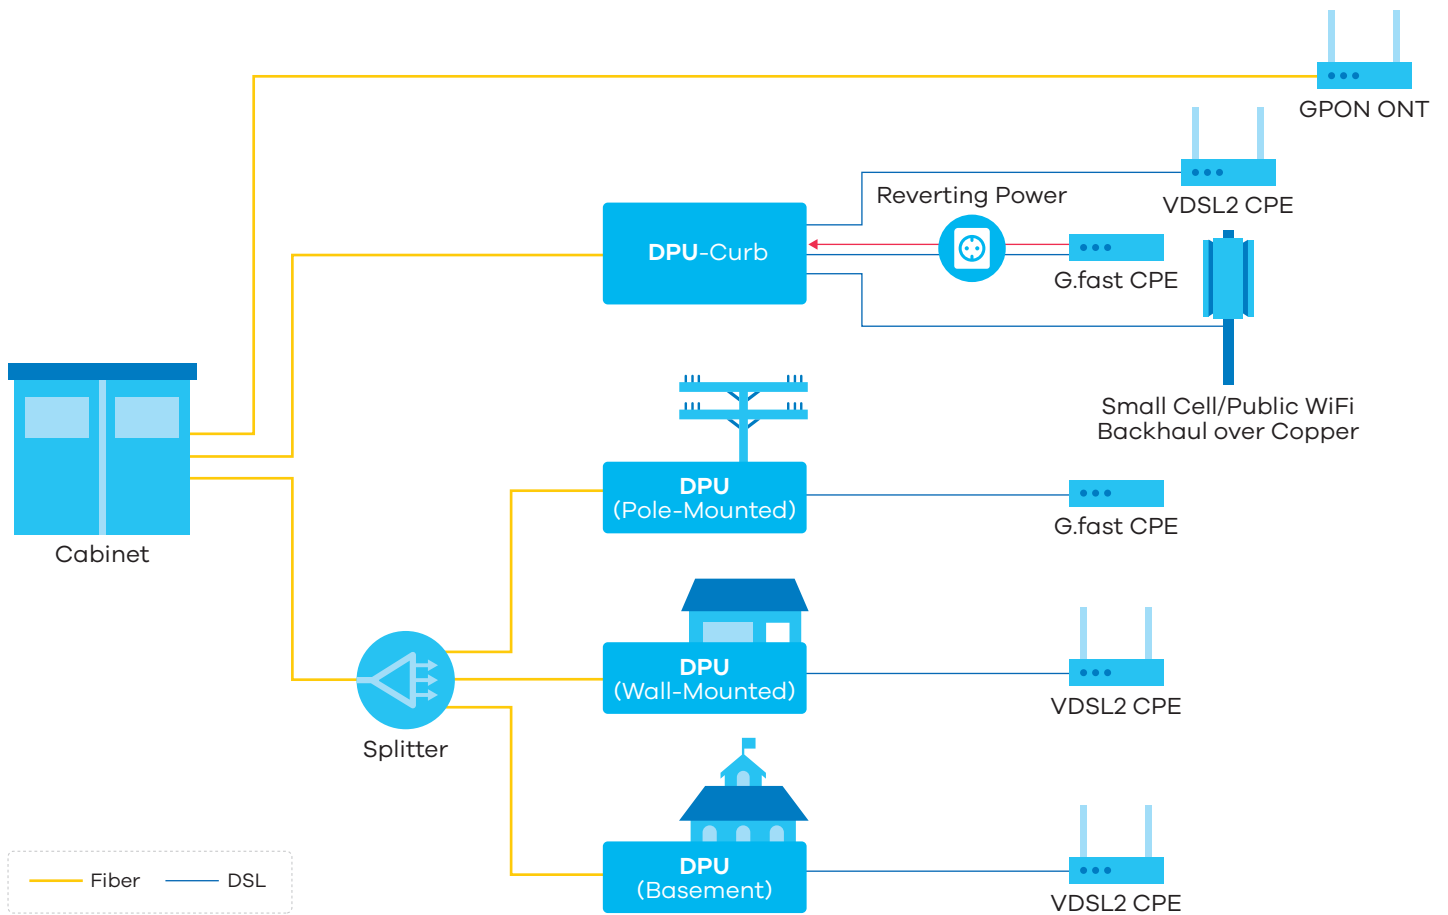 GPON ONT
VDSL2 CPE
Reverting Power
DPU-Curb
G.fast CPE
Small Cell/Public WiFi
Backhaul over Copper
Cabinet
DPU
(Pole-Mounted)
G.fast CPE
DPU
(Wall-Mounted)
VDSL2 CPE
Splitter
DPU
(Basement)
VDSL2 CPE
Fiber
DSL